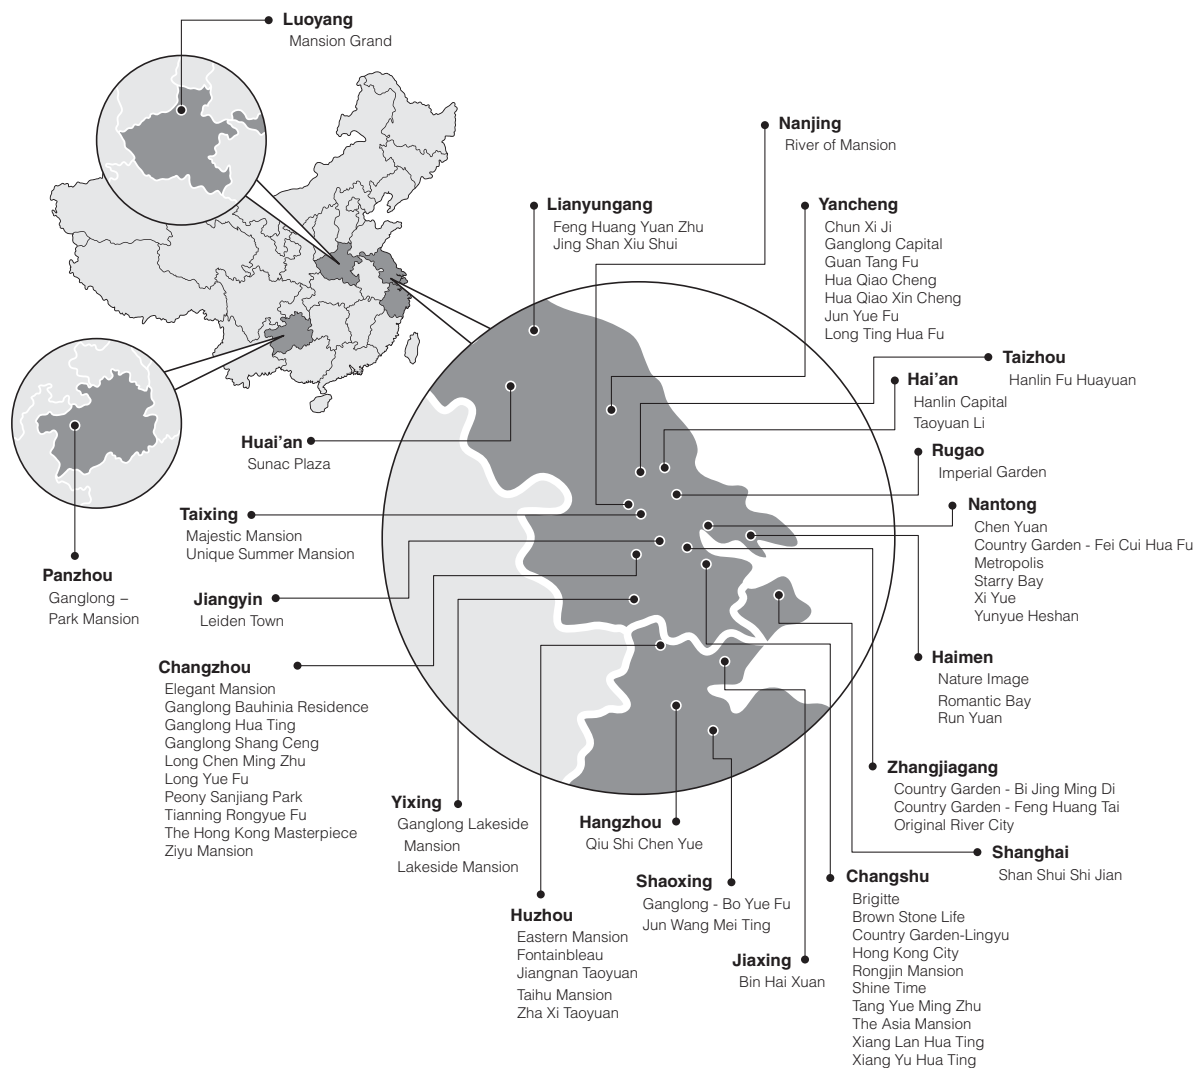 Luoyang
Mansion Grand
Nanjing
River of Mansion
Lianyungang
Feng Huang Yuan Zhu
Jing Shan Xiu Shui
Yancheng
Chun Xi Ji
Ganglong Capital
Guan Tang Fu
Hua Qiao Cheng
Hua Qiao Xin Cheng
Jun Yue Fu
Long Ting Hua Fu
Taizhou
Hanlin Fu Huayuan
Hai'an
Hanlin Capital
Taoyuan Li
Huai'an
Sunac Plaza
Rugao
Imperial Garden
Nantong
Chen Yuan
Country Garden - Fei Cui Hua Fu
Metropolis
Starry Bay
Xi Yue
Yunyue Heshan
Taixing
Majestic Mansion
Unique Summer Mansion
Panzhou
Ganglong –
Park Mansion
Jiangyin
Leiden Town
Haimen
Nature Image
Romantic Bay
Run Yuan
Changzhou
Elegant Mansion
Ganglong Bauhinia Residence
Ganglong Hua Ting
Ganglong Shang Ceng
Long Chen Ming Zhu
Long Yue Fu
Peony Sanjiang Park
Tianning Rongyue Fu
The Hong Kong Masterpiece
Ziyu Mansion
Yixing
Ganglong Lakeside
Mansion
Lakeside Mansion
Zhangjiagang
Country Garden - Bi Jing Ming Di
Country Garden - Feng Huang Tai
Original River City
Hangzhou
Qiu Shi Chen Yue
Shanghai
Shan Shui Shi Jian
Shaoxing
Ganglong - Bo Yue Fu
Jun Wang Mei Ting
Changshu
Brigitte
Brown Stone Life
Country Garden-Lingyu
Hong Kong City
Rongjin Mansion
Shine Time
Tang Yue Ming Zhu
The Asia Mansion
Xiang Lan Hua Ting
Xiang Yu Hua Ting
Huzhou
Eastern Mansion
Fontainbleau
Jiangnan Taoyuan
Taihu Mansion
Zha Xi Taoyuan
Jiaxing
Bin Hai Xuan